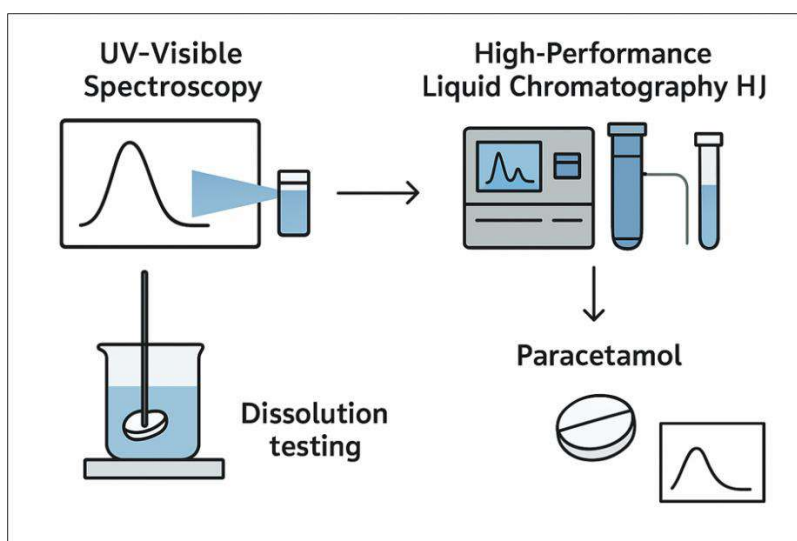 UV-Visible
Spectroscopy
High-Performance
Liquid Chromatography HJ
Dissolution
testing
Paracetamol